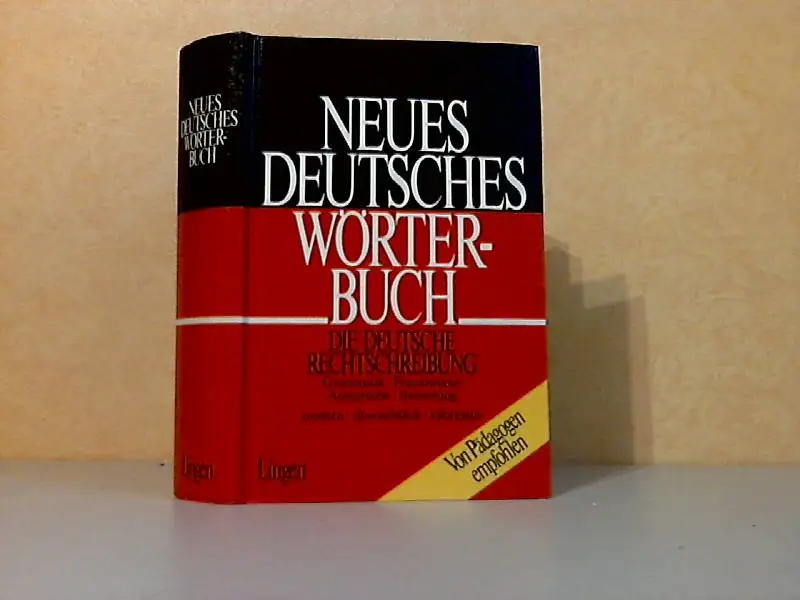 NEUES
DEUTSCHES
WÖRTER-
BUCH
Lingen
NEUES
DEUTSCHES
WÖRTER-
BUCH
DIE DEUTSCHE
RECHTSCHREIBUNG
Lingen
Von Pädagogen
empfohlen